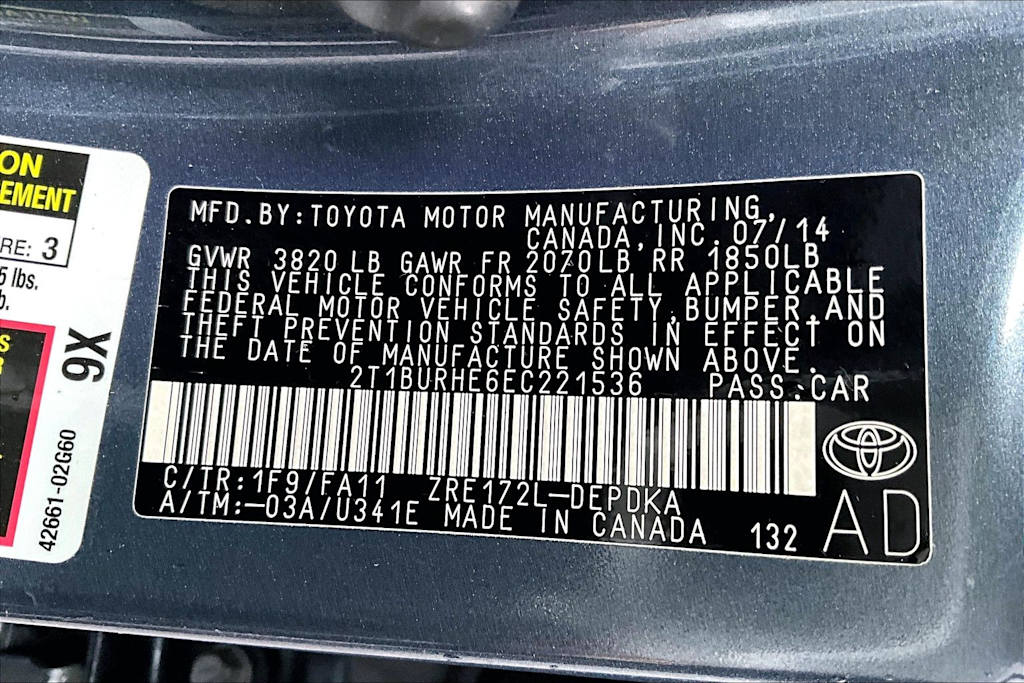 ON
EMENT
RE: 3
5 lbs.
b.
S
R
9X
42661-02G60
MFD.BY:TOYOTA MOTOR MANUFACTURING,
CANADA,INC.07/14
GVWR 3820 LB GAWR FR 2070LB RR 1850LB
THIS VEHICLE CONFORMS TO ALL APPLICABLE
FEDERAL MOTOR VEHICLE SAFETY,BUMPER,AND
THEFT PREVENTION STANDARDS IN EFFECT ON
THE DATE OF MANUFACTURE SHOWN ABOVE.
2T1BURHE6EC221536 PASS.CAR
C/TR:1F9/FA11 ZRE172L-DEPDKA
A/TM:-03A/U341E MADE IN CANADA 132
AD